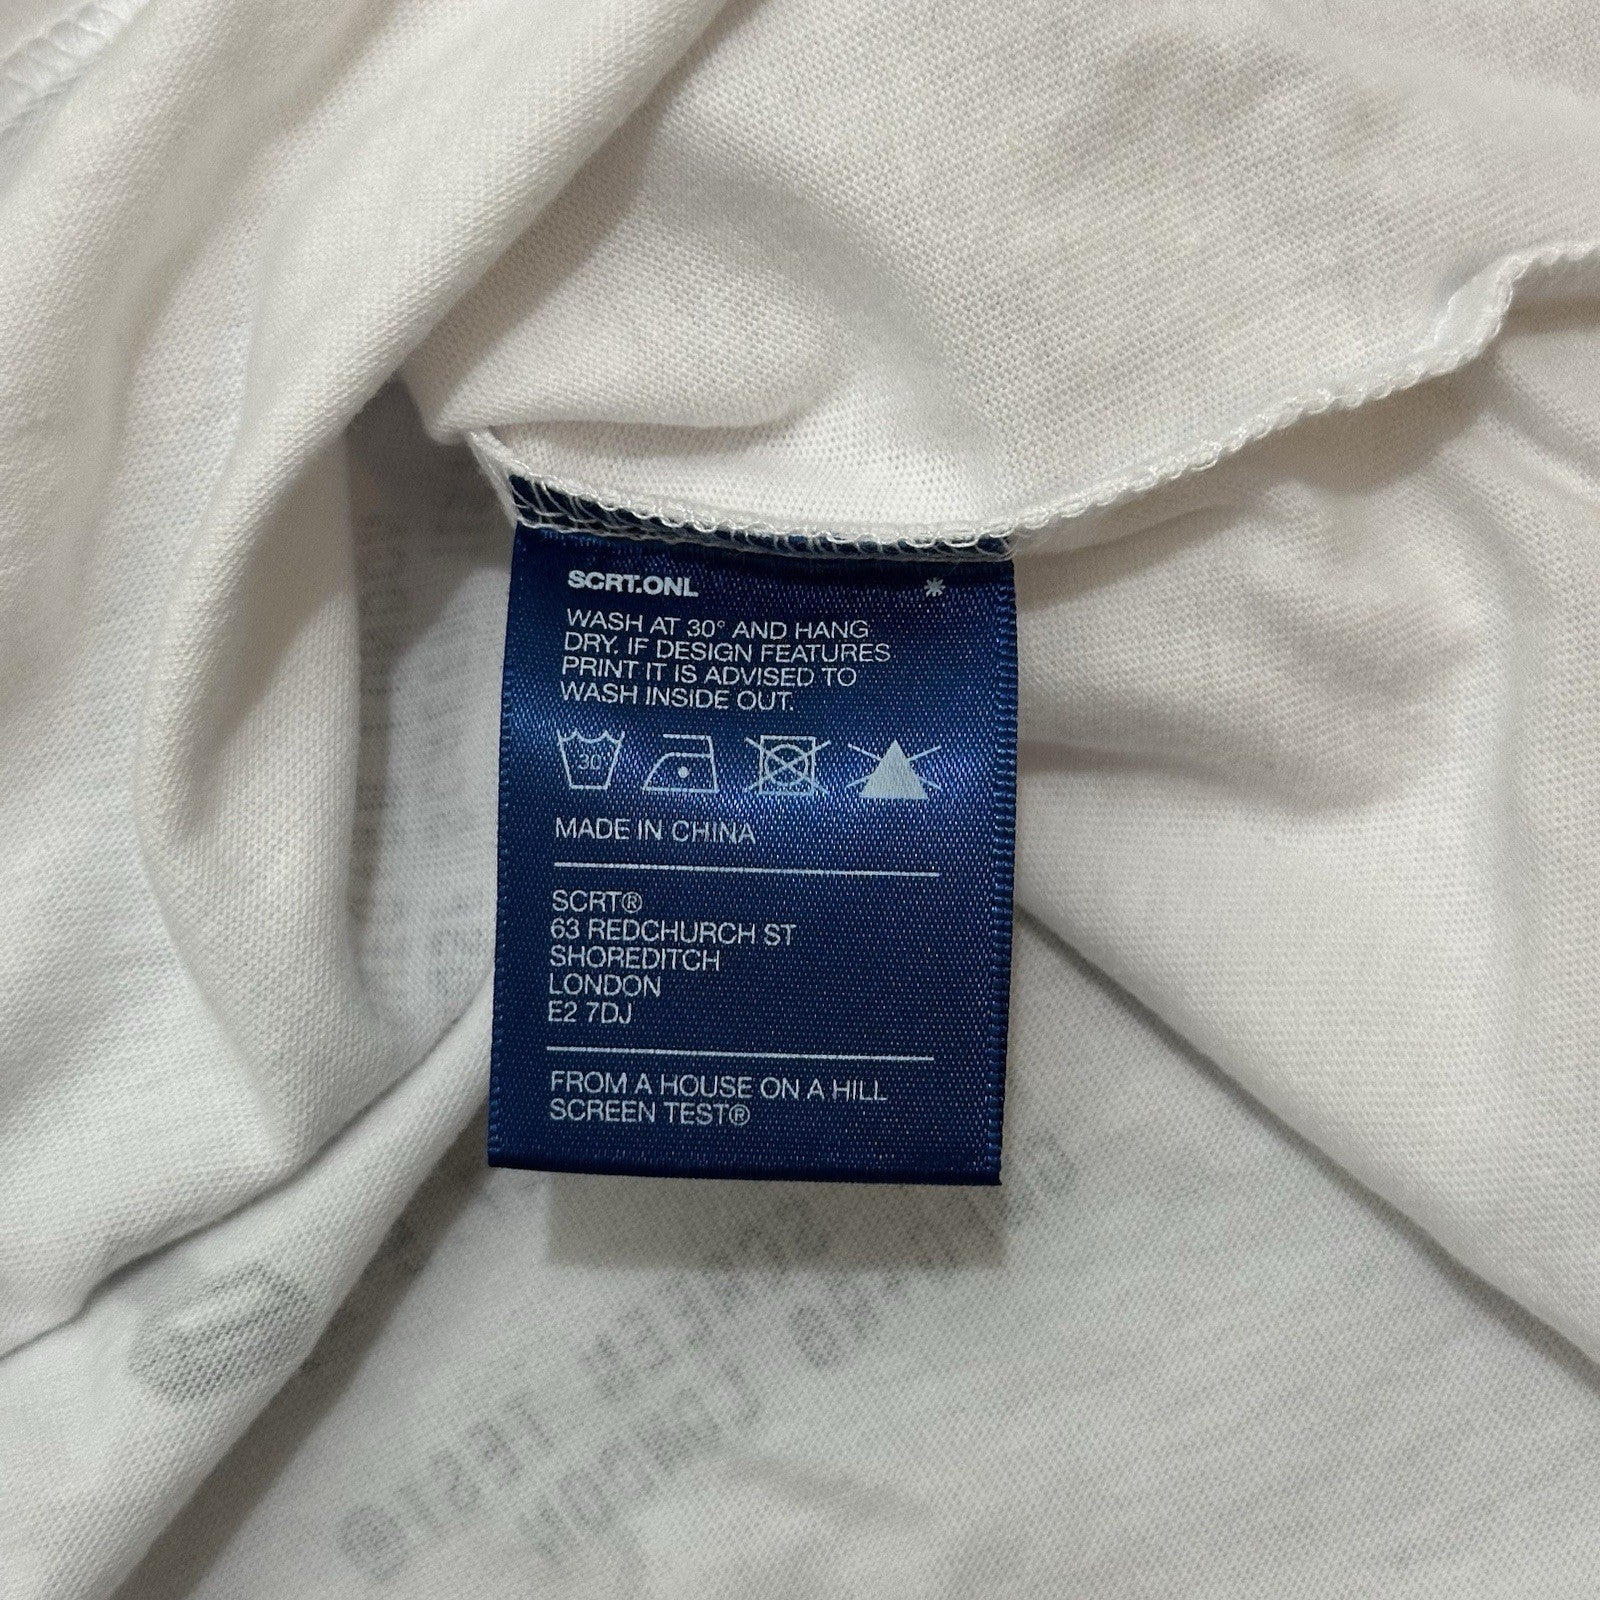 SCRT.ONL *
WASH AT 30° AND HANG
DRY. IF DESIGN FEATURES
PRINT IT IS ADVISED TO
WASH INSIDE OUT.
30
MADE IN CHINA
SCRT®
63 REDCHURCH ST
SHOREDITCH
LONDON
E2 7DJ
FROM A HOUSE ON A HILL
SCREEN TEST®